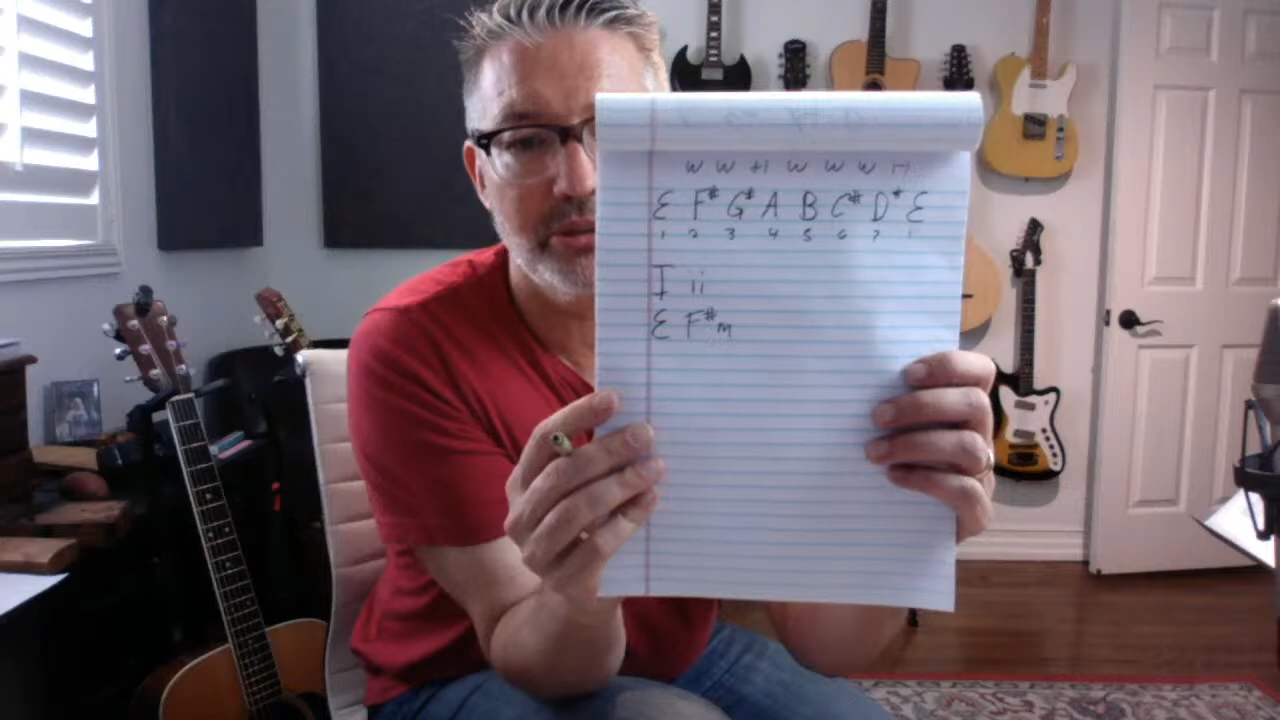 W W H W W W H
E F# G# A B C# D# E
1 2 3 4 5 6 7 1
I ii
E F#m